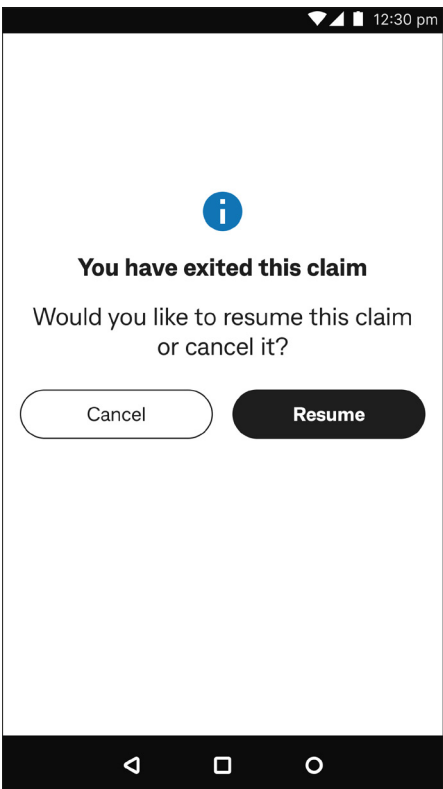 12:30 pm
You have exited this claim
Would you like to resume this claim
or cancel it?
Cancel
Resume